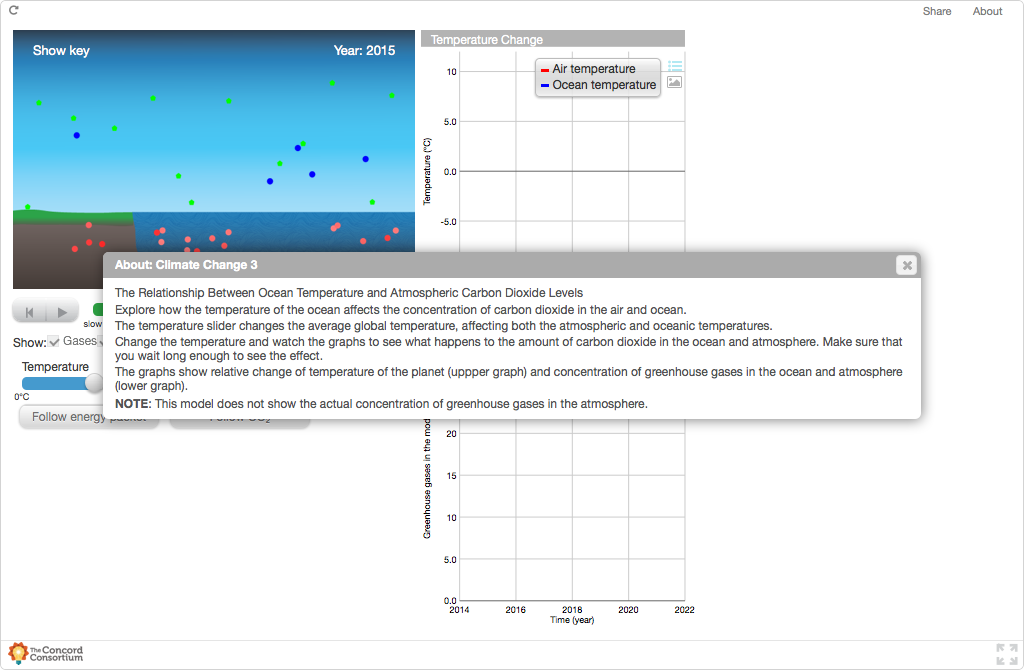 Share About
Show key Year: 2015
Temperature Change
Air temperature
Ocean temperature
10
5.0
0.0
-5.0
Temperature (°C)
About: Climate Change 3
The Relationship Between Ocean Temperature and Atmospheric Carbon Dioxide Levels
Explore how the temperature of the ocean affects the concentration of carbon dioxide in the air and ocean.
The temperature slider changes the average global temperature, affecting both the atmospheric and oceanic temperatures.
Change the temperature and watch the graphs to see what happens to the amount of carbon dioxide in the ocean and atmosphere. Make sure that
you wait long enough to see the effect.
The graphs show relative change of temperature of the planet (uppper graph) and concentration of greenhouse gases in the ocean and atmosphere
(lower graph).
NOTE: This model does not show the actual concentration of greenhouse gases in the atmosphere.
slow
Show: Gases
Temperature
0°C
Follow energy packet Follow CO₂
20
15
10
5.0
0.0
Greenhouse gases in the mod
2014 2016 2018 2020 2022
Time (year)
The Concord
Consortium